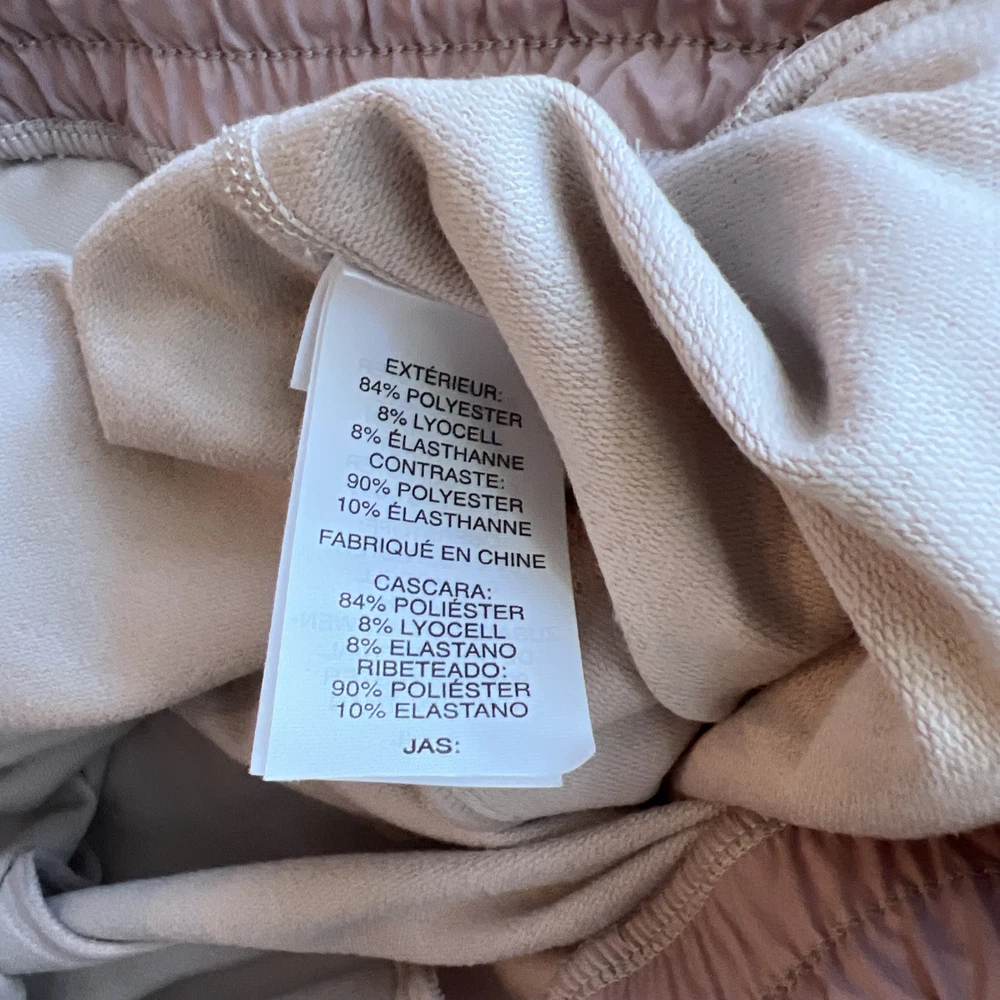 EXTÉRIEUR:
84% POLYESTER
8% LYOCELL
8% ÉLASTHANNE
CONTRASTE:
90% POLYESTER
10% ÉLASTHANNE
FABRIQUÉ EN CHINE
CASCARA:
84% POLIÉSTER
8% LYOCELL
8% ELASTANO
RIBETEADO:
90% POLIÉSTER
10% ELASTANO
JAS: